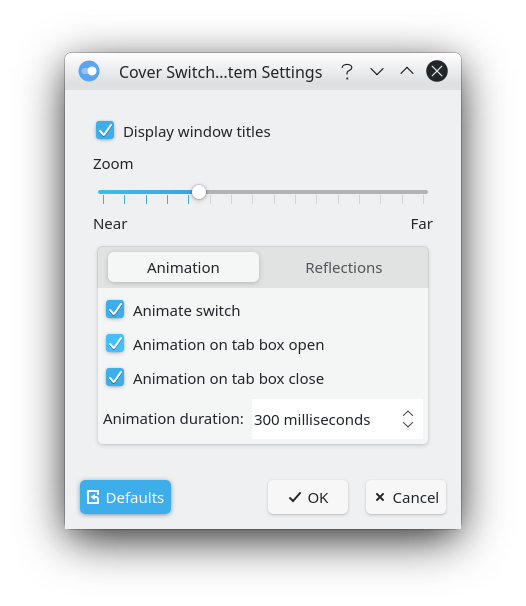 Cover Switch...tem Settings
Display window titles
Zoom
Near Far
Animation Reflections
Animate switch
Animation on tab box open
Animation on tab box close
Animation duration: 300 milliseconds
Defaults OK Cancel